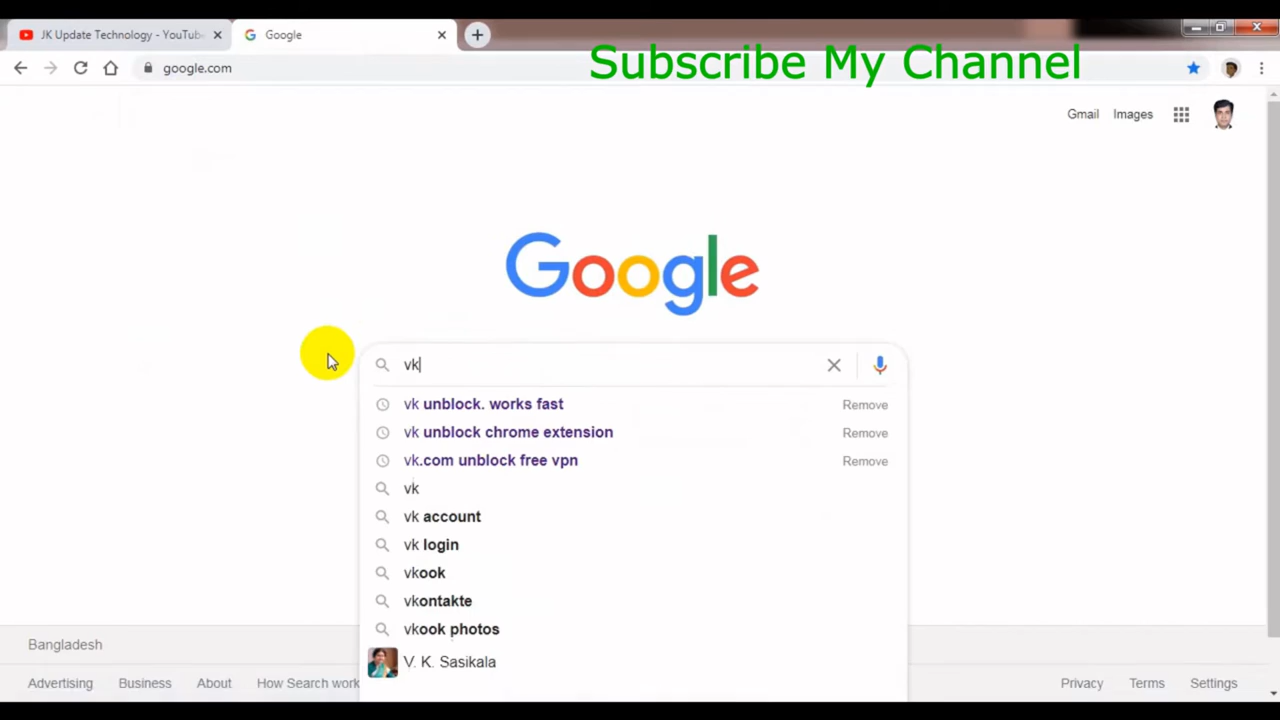 JK Update Technology - YouTub
Google
Subscribe My Channel
google.com
Gmail Images
Google
vk
vk unblock. works fast Remove
vk unblock chrome extension Remove
vk.com unblock free vpn Remove
vk
vk account
vk login
vkook
vkontakte
vkook photos
V. K. Sasikala
Bangladesh
Advertising Business About How Search work Privacy Terms Settings